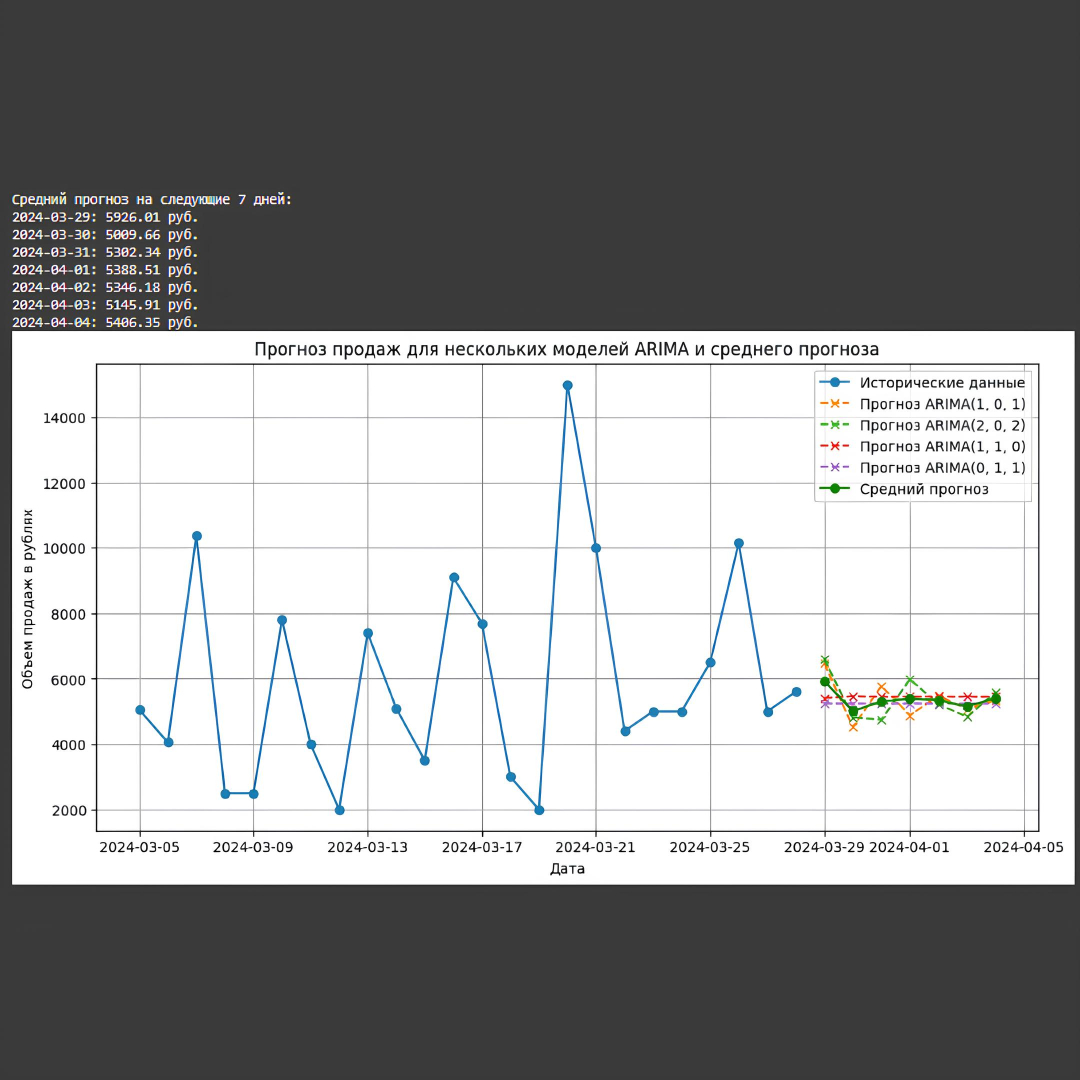 Средний прогноз на следующие 7 дней:
2024-03-29: 5926.01 руб.
2024-03-30: 5009.66 руб.
2024-03-31: 5302.34 руб.
2024-04-01: 5388.51 руб.
2024-04-02: 5346.18 руб.
2024-04-03: 5145.91 руб.
2024-04-04: 5406.35 руб.
Прогноз продаж для нескольких моделей ARIMA и среднего прогноза
Исторические данные
Прогноз ARIMA(1, 0, 1)
Прогноз ARIMA(2, 0, 2)
Прогноз ARIMA(1, 1, 0)
Прогноз ARIMA(0, 1, 1)
Средний прогноз
Объем продаж в рублях
14000
12000
10000
8000
6000
4000
2000
2024-03-05 2024-03-09 2024-03-13 2024-03-17 2024-03-21 2024-03-25 2024-03-29 2024-04-01 2024-04-05
Дата